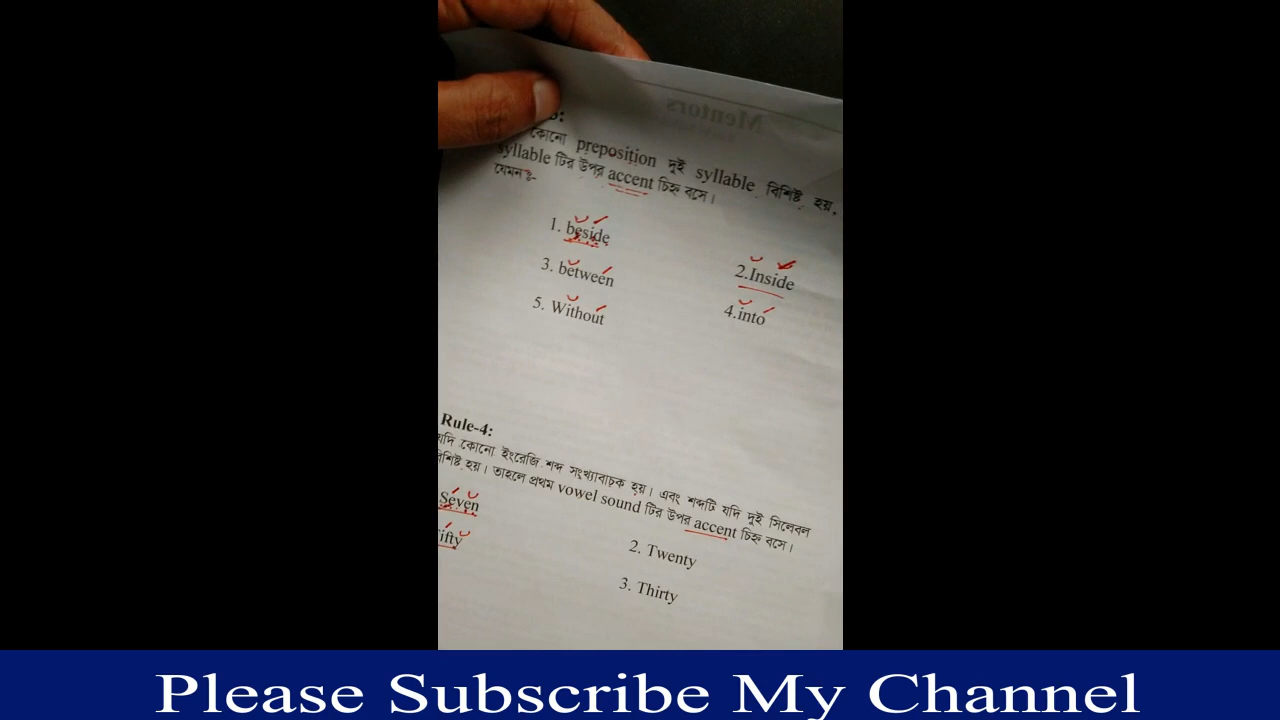 Mentors
3:
কোনো preposition দুই syllable বিশিষ্ট হয়,
syllable টির উপর accent চিহ্ন বসে।
যেমন ঃ-
1. beside
2.Inside
3. between
4.into
5. Without
Rule-4:
যদি কোনো ইংরেজি শব্দ সংখ্যাবাচক হয়। এবং শব্দটি যদি দুই সিলেবল
বিশিষ্ট হয়। তাহলে প্রথম vowel sound টির উপর accent চিহ্ন বসে।
Seven
2. Twenty
ifty
3. Thirty
Please Subscribe My Channel